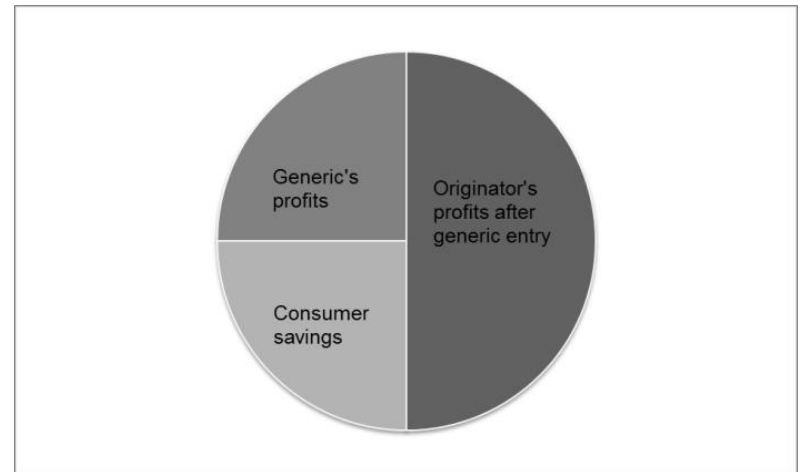 Generic's
profits
Originator's
profits after
generic entry
Consumer
savings